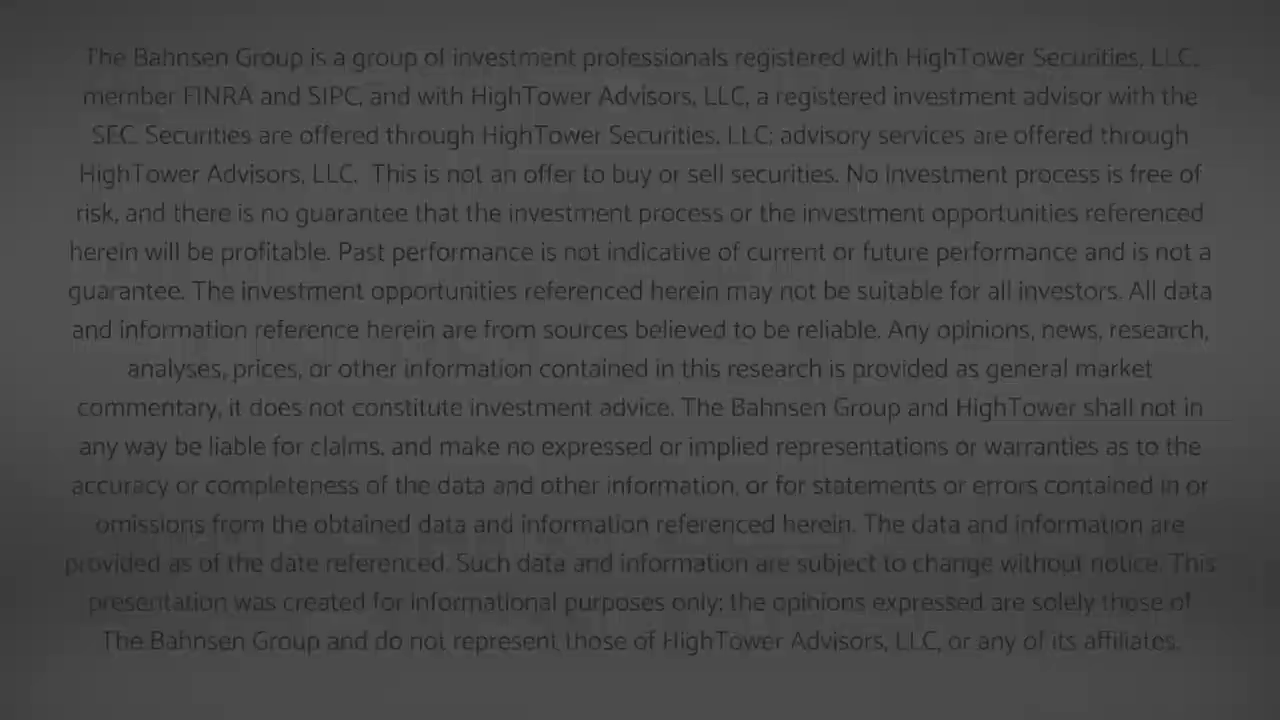 The Bahnsen Group is a group of investment professionals registered with HighTower Securities, LLC,
member FINRA and SIPC, and with HighTower Advisors, LLC, a registered investment advisor with the
SEC. Securities are offered through HighTower Securities, LLC; advisory services are offered through
HighTower Advisors, LLC. This is not an offer to buy or sell securities. No investment process is free of
risk, and there is no guarantee that the investment process or the investment opportunities referenced
herein will be profitable. Past performance is not indicative of current or future performance and is not a
guarantee. The investment opportunities referenced herein may not be suitable for all investors. All data
and information reference herein are from sources believed to be reliable. Any opinions, news, research,
analyses, prices, or other information contained in this research is provided as general market
commentary, it does not constitute investment advice. The Bahnsen Group and HighTower shall not in
any way be liable for claims, and make no expressed or implied representations or warranties as to the
accuracy or completeness of the data and other information, or for statements or errors contained in or
omissions from the obtained data and information referenced herein. The data and information are
provided as of the date referenced. Such data and information are subject to change without notice. This
presentation was created for informational purposes only; the opinions expressed are solely those of
The Bahnsen Group and do not represent those of HighTower Advisors, LLC, or any of its affiliates.